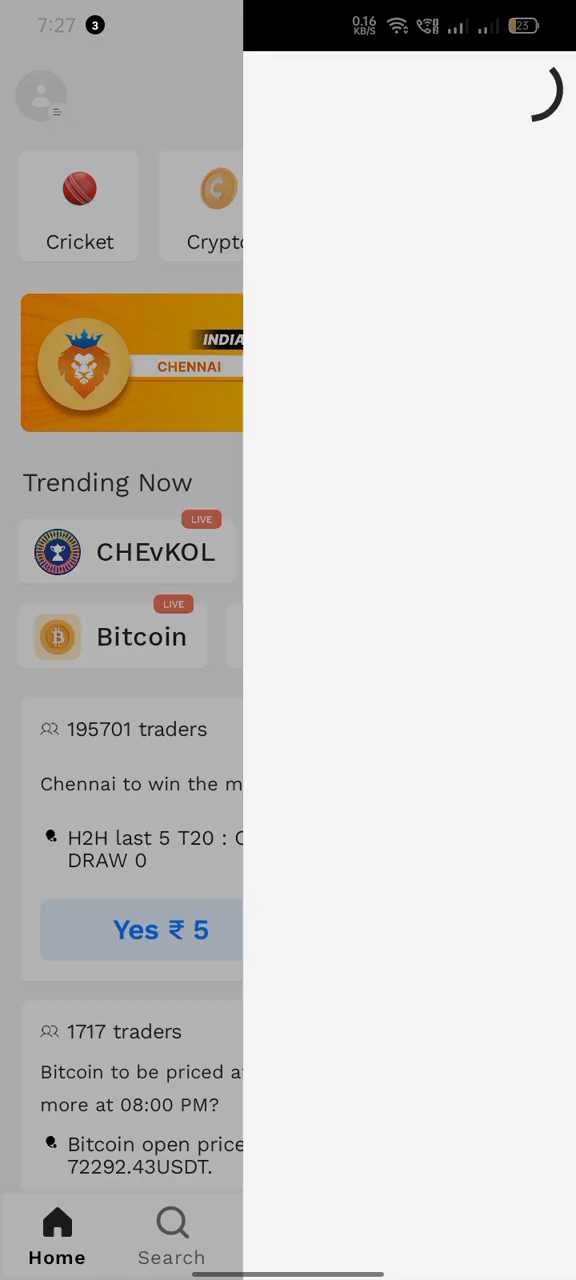 7:27 3 0.16 KB/S 23
Cricket
Crypto
INDIA
CHENNAI
Trending Now
LIVE
CHEvKOL
LIVE
Bitcoin
195701 traders
Chennai to win the m
H2H last 5 T20 : C
DRAW 0
Yes ₹ 5
1717 traders
Bitcoin to be priced at
more at 08:00 PM?
Bitcoin open price
72292.43USDT.
Home Search